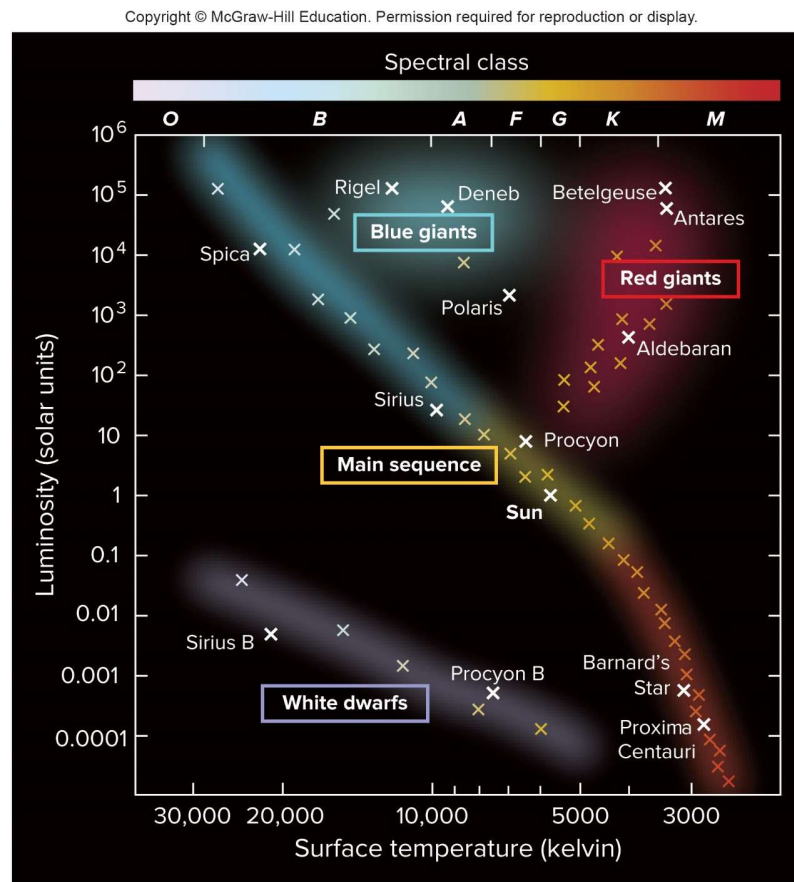 Copyright © McGraw-Hill Education. Permission required for reproduction or display.
Spectral class
O B A F G K M
Luminosity (solar units)
10⁶
10⁵
10⁴
10³
10²
10
1
0.1
0.01
0.001
0.0001
Rigel
Deneb
Betelgeuse
Antares
Blue giants
Spica
Red giants
Polaris
Aldebaran
Sirius
Procyon
Main sequence
Sun
Sirius B
Procyon B
White dwarfs
Barnard's
Star
Proxima
Centauri
30,000 20,000 10,000 5000 3000
Surface temperature (kelvin)